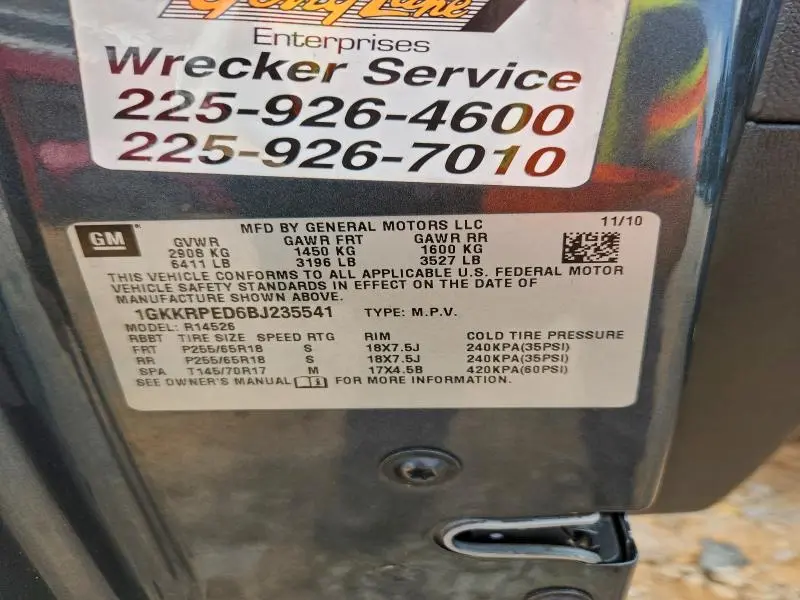 Gerry Lane
Enterprises
Wrecker Service
225-926-4600
225-926-7010
GM
MFD BY GENERAL MOTORS LLC 11/10
GVWR GAWR FRT GAWR RR
2908 KG 1450 KG 1600 KG
6411 LB 3196 LB 3527 LB
THIS VEHICLE CONFORMS TO ALL APPLICABLE U.S. FEDERAL MOTOR
VEHICLE SAFETY STANDARDS IN EFFECT ON THE DATE OF
MANUFACTURE SHOWN ABOVE.
1GKKRPED6BJ235541 TYPE: M.P.V.
MODEL: R14526
RBBT TIRE SIZE SPEED RTG RIM COLD TIRE PRESSURE
FRT P255/65R18 S 18X7.5J 240KPA(35PSI)
RR P255/65R18 S 18X7.5J 240KPA(35PSI)
SPA T145/70R17 M 17X4.5B 420KPA(60PSI)
SEE OWNER'S MANUAL FOR MORE INFORMATION.